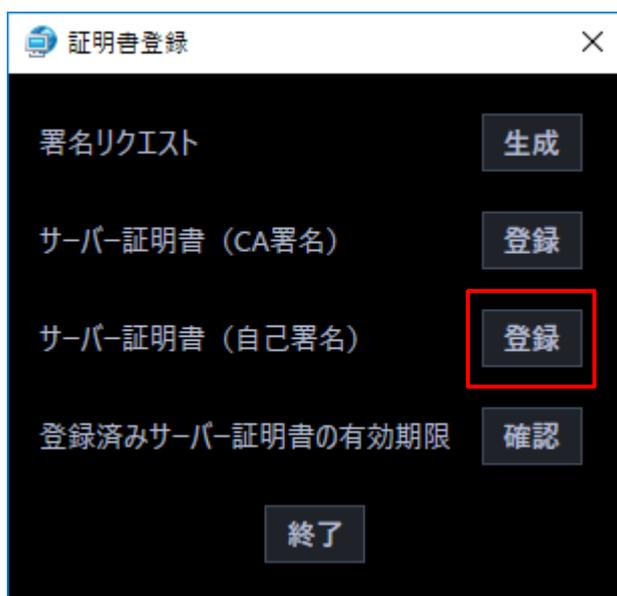 証明書登録
署名リクエスト 生成
サーバー証明書（CA署名） 登録
サーバー証明書（自己署名） 登録
登録済みサーバー証明書の有効期限 確認
終了